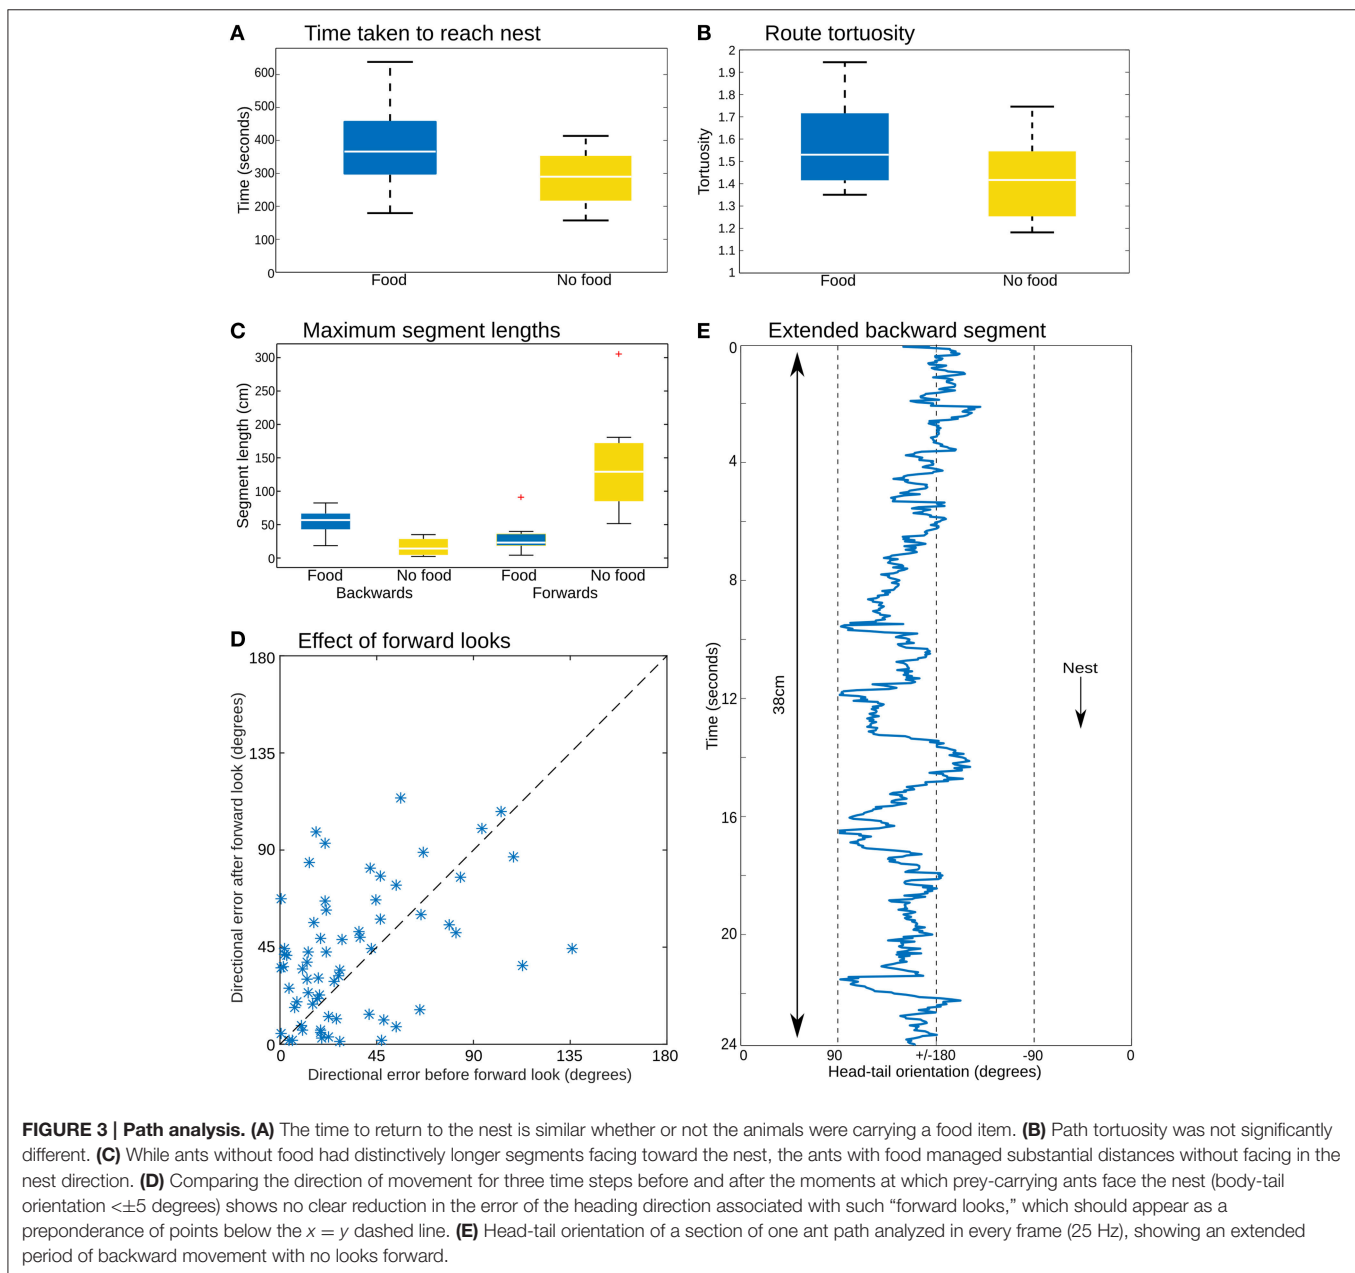 A Time taken to reach nest
Time (seconds)
600
500
400
300
200
100
0
Food No food
B Route tortuosity
Tortuosity
2
1.9
1.8
1.7
1.6
1.5
1.4
1.3
1.2
1.1
1
Food No food
C Maximum segment lengths
Segment length (cm)
300
250
200
150
100
50
0
Food No food Food No food
Backwards Forwards
D Effect of forward looks
Directional error after forward look (degrees)
180
135
90
45
0
0 45 90 135 180
Directional error before forward look (degrees)
E Extended backward segment
Time (seconds)
0
4
8
12
16
20
24
38cm
Nest
0 90 +/-180 -90 0
Head-tail orientation (degrees)
FIGURE 3 | Path analysis. (A) The time to return to the nest is similar whether or not the animals were carrying a food item. (B) Path tortuosity was not significantly
different. (C) While ants without food had distinctively longer segments facing toward the nest, the ants with food managed substantial distances without facing in the
nest direction. (D) Comparing the direction of movement for three time steps before and after the moments at which prey-carrying ants face the nest (body-tail
orientation <±5 degrees) shows no clear reduction in the error of the heading direction associated with such “forward looks,” which should appear as a
preponderance of points below the x = y dashed line. (E) Head-tail orientation of a section of one ant path analyzed in every frame (25 Hz), showing an extended
period of backward movement with no looks forward.